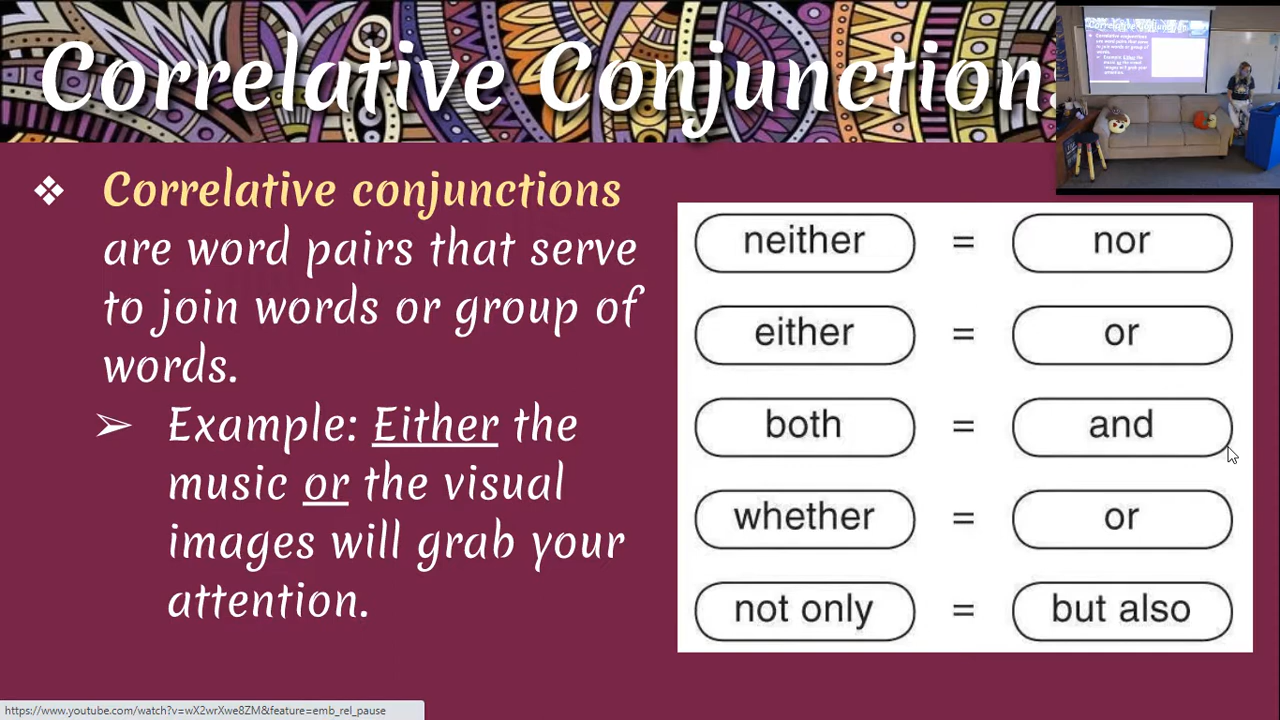 Correlative Conjunction
❖ Correlative conjunctions
are word pairs that serve
to join words or group of
words.
➢ Example: Either the
music or the visual
images will grab your
attention.
neither = nor
either = or
both = and
whether = or
not only = but also
https://www.youtube.com/watch?v=wX2wrXwe8ZM&feature=emb_rel_pause